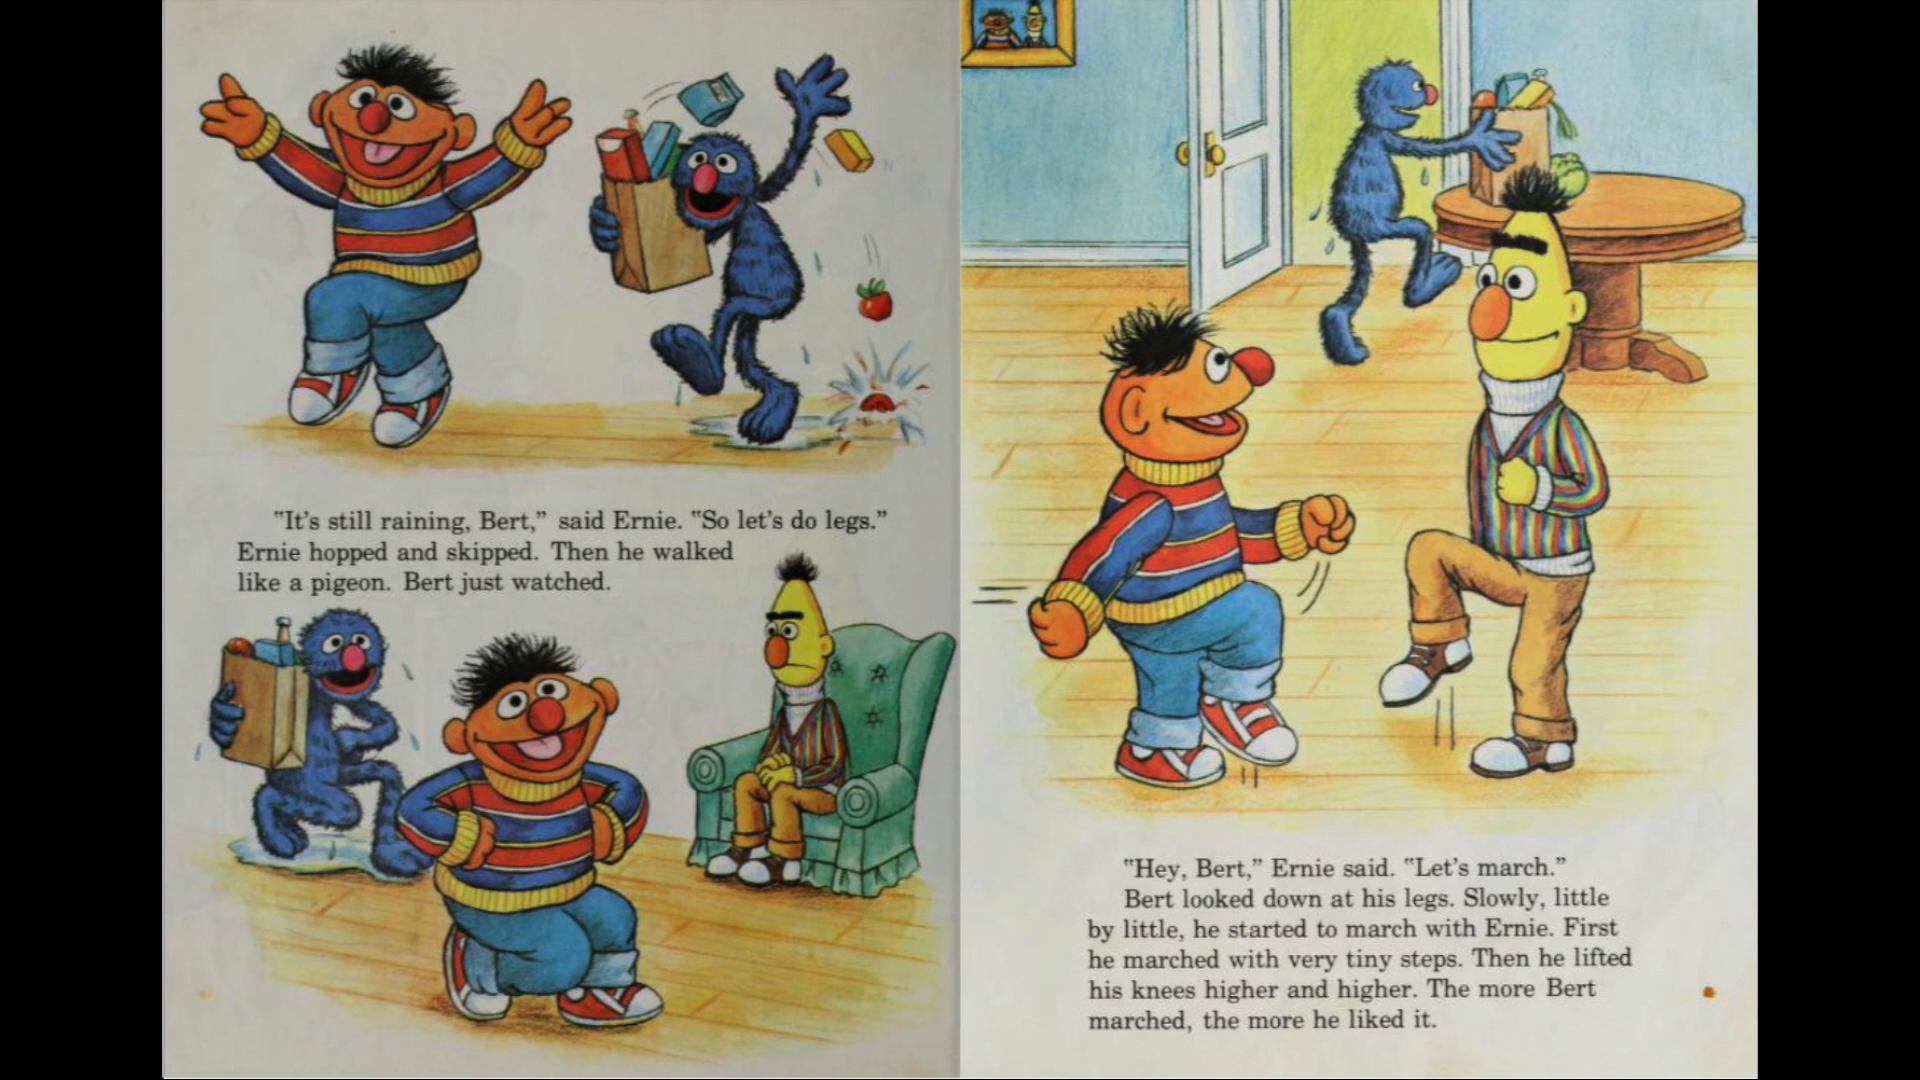 "It's still raining, Bert," said Ernie. "So let's do legs."
Ernie hopped and skipped. Then he walked
like a pigeon. Bert just watched.
"Hey, Bert," Ernie said. "Let's march."
Bert looked down at his legs. Slowly, little
by little, he started to march with Ernie. First
he marched with very tiny steps. Then he lifted
his knees higher and higher. The more Bert
marched, the more he liked it.